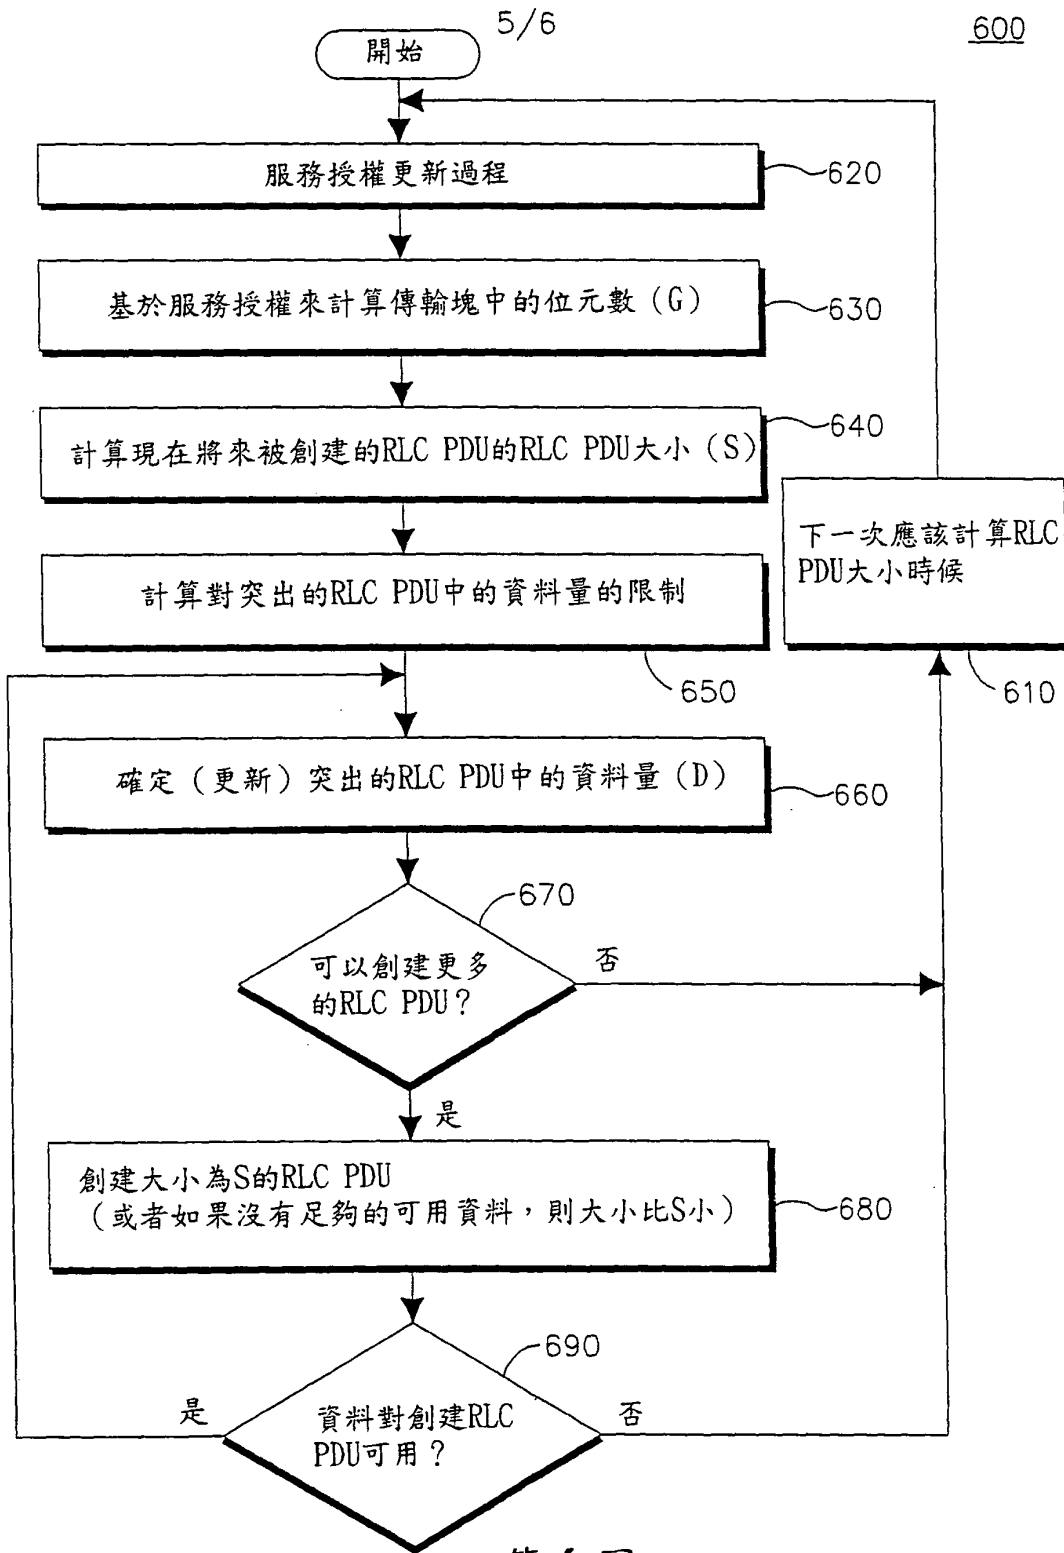 5/6
600
開始
服務授權更新過程
620
基於服務授權來計算傳輸塊中的位元數(G)
630
計算現在將來被創建的RLC PDU的RLC PDU大小(S)
640
下一次應該計算RLC
PDU大小時候
610
計算對突出的RLC PDU中的資料量的限制
650
確定(更新)突出的RLC PDU中的資料量(D)
660
670
可以創建更多
的RLC PDU?
否
是
創建大小為S的RLC PDU
(或者如果沒有足夠的可用資料,則大小比S小)
680
690
是
資料對創建RLC
PDU可用?
否